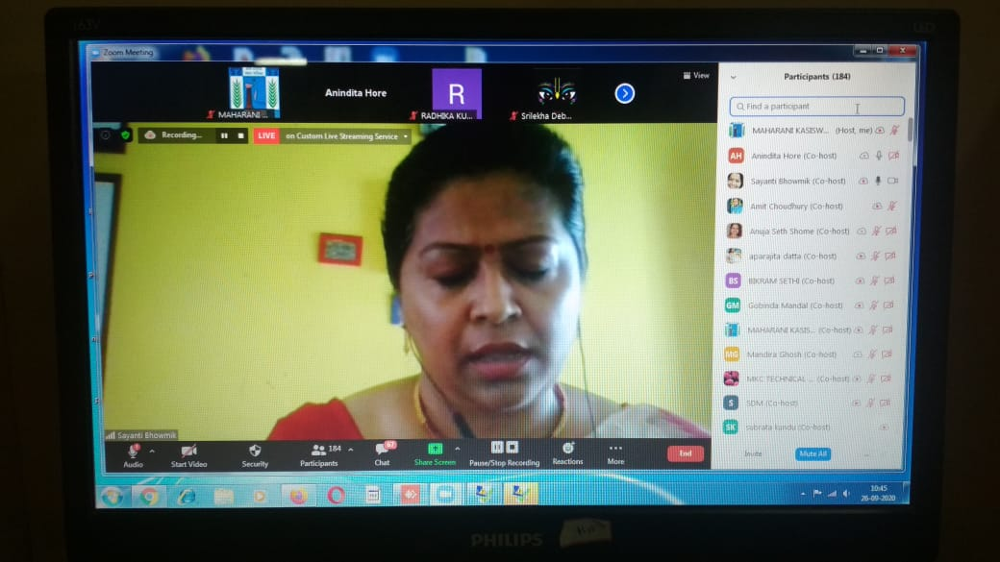 163V
LED
Zoom Meeting
View
Anindita Hore
R
MAHARANI ...
RADHIKA KU...
Srilekha Deb...
Recording...
LIVE
on Custom Live Streaming Service
Sayanti Bhowmik
Participants (184)
Find a participant
MAHARANI KASISW... (Host, me)
AH Anindita Hore (Co-host)
Sayanti Bhowmik (Co-host)
Amit Choudhury (Co-host)
Anuja Seth Shome (Co-host)
aparajita datta (Co-host)
BS BIKRAM SETHI (Co-host)
GM Gobinda Mandal (Co-host)
MAHARANI KASIS... (Co-host)
MG Mandira Ghosh (Co-host)
MKC TECHNICAL ... (Co-host)
S SDM (Co-host)
SK subrata kundu (Co-host)
Invite
Mute All
184
67
Audio
Start Video
Security
Participants
Chat
Share Screen
Pause/Stop Recording
Reactions
More
End
10:45
26-09-2020
PHILIPS